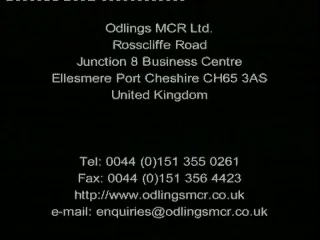 Odlings MCR Ltd.
Rosscliffe Road
Junction 8 Business Centre
Ellesmere Port Cheshire CH65 3AS
United Kingdom
Tel: 0044 (0)151 355 0261
Fax: 0044 (0)151 356 4423
http://www.odlingsmcr.co.uk
e-mail: enquiries@odlingsmcr.co.uk